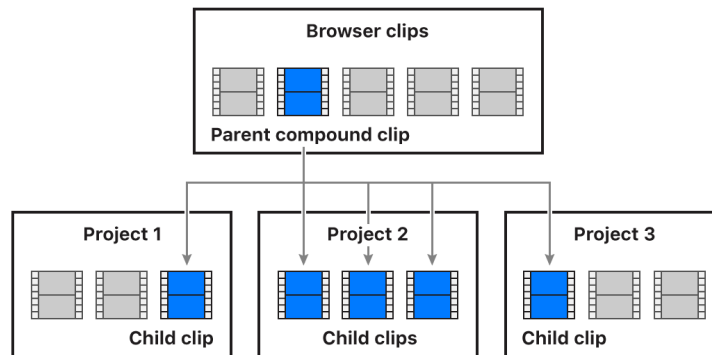 Browser clips
Parent compound clip
Project 1
Project 2
Project 3
Child clip
Child clips
Child clip